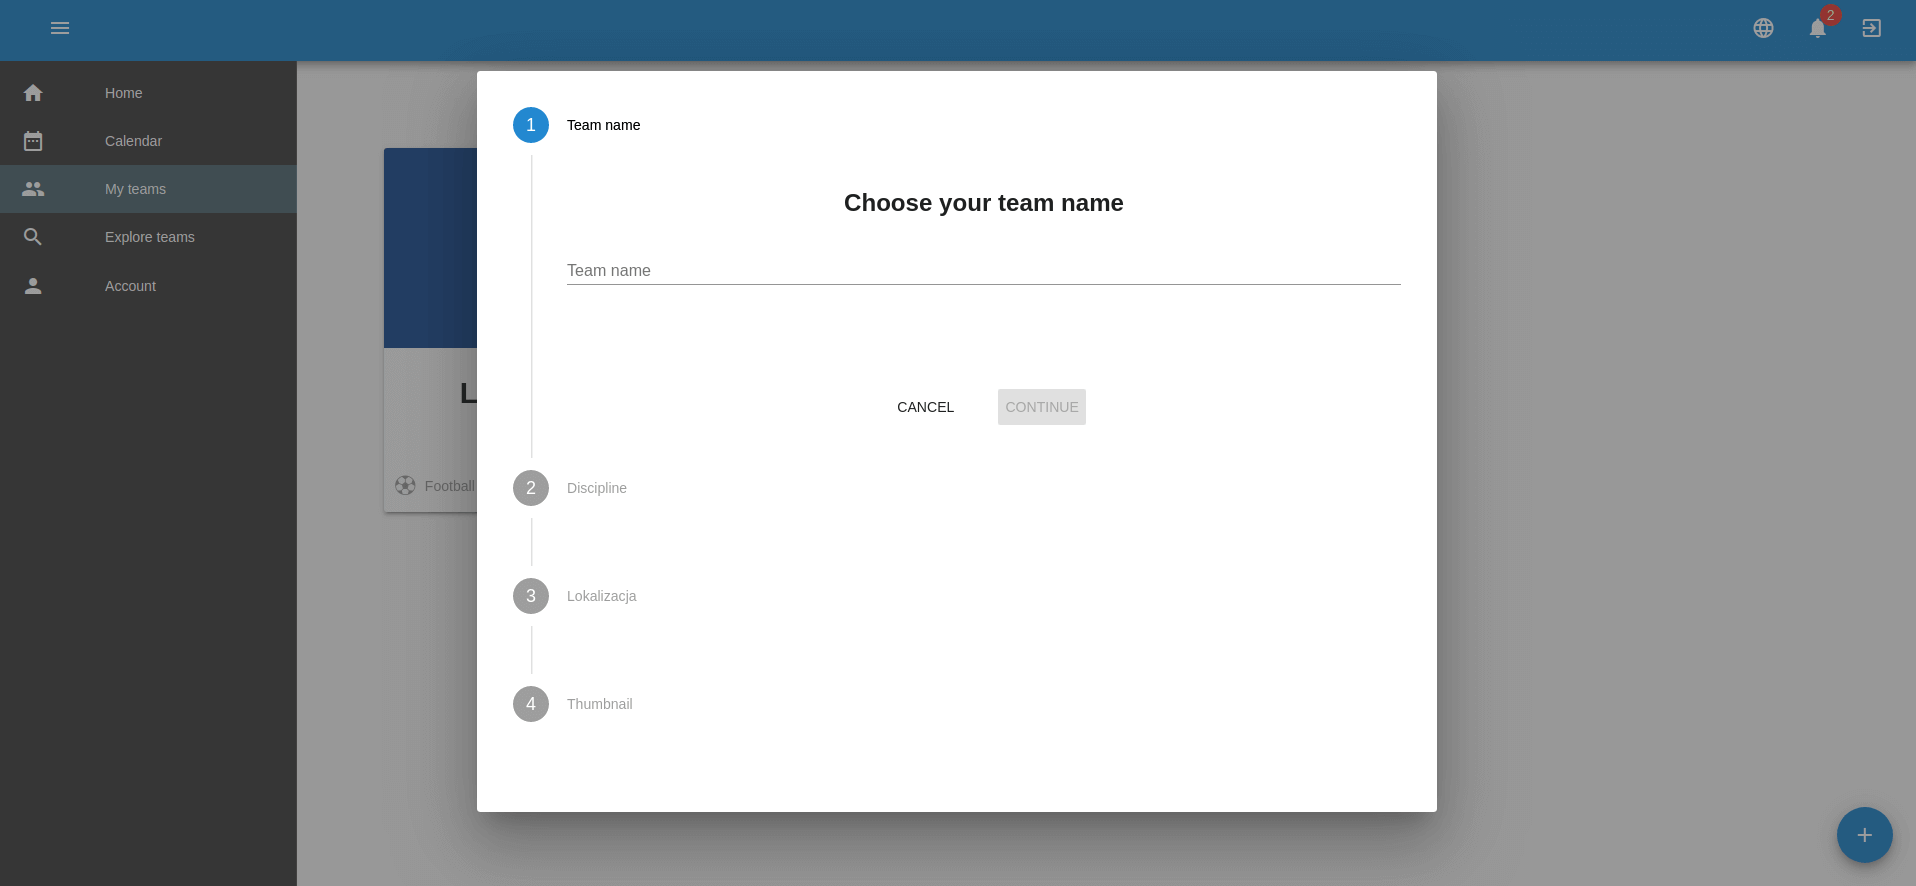 2
Home
Calendar
My teams
Explore teams
Account
L
Football
1 Team name
Choose your team name
Team name
CANCEL CONTINUE
2 Discipline
3 Lokalizacja
4 Thumbnail